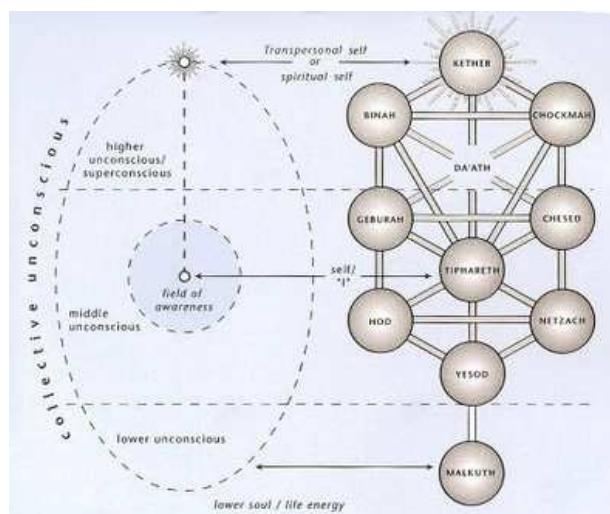 Transpersonal self
or
spiritual self
KETHER
BINAH
CHOCKMAH
higher
unconscious/
superconscious
DA'ATH
GEBURAH
CHESED
self/
"I"
TIPHARETH
field of
awareness
middle
unconscious
HOD
NETZACH
YESOD
lower unconscious
MALKUTH
lower soul / life energy
collective unconscious